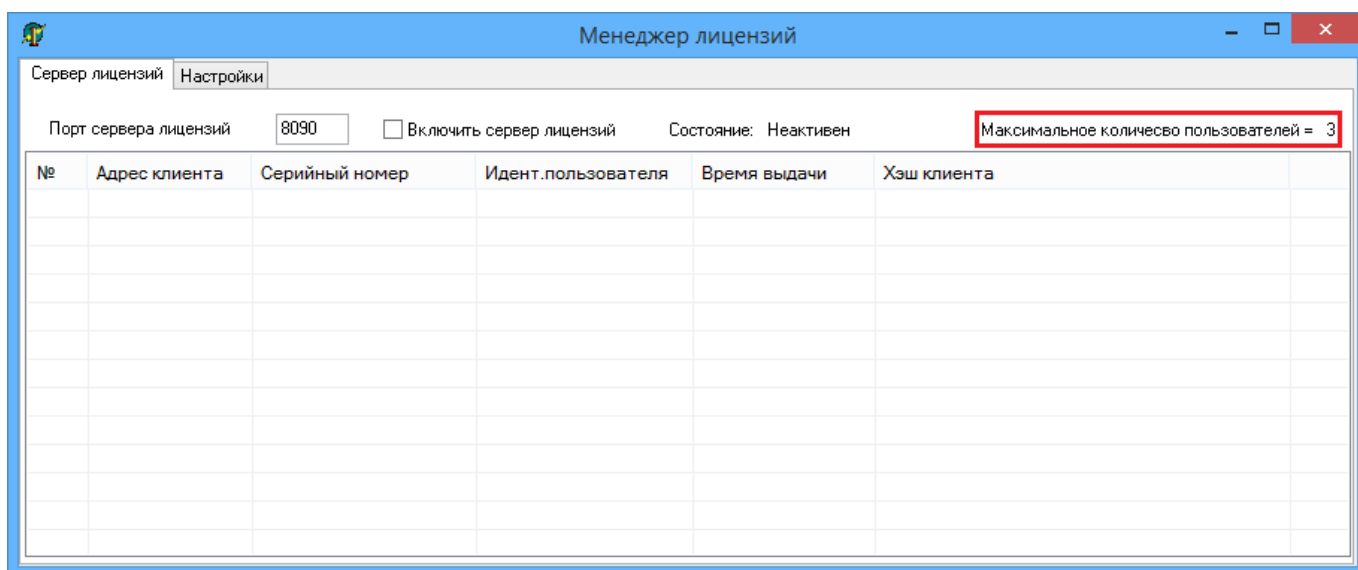 Менеджер лицензий
Сервер лицензий Настройки
Порт сервера лицензий 8090 Включить сервер лицензий Состояние: Неактивен Максимальное количесво пользователей = 3
№ Адрес клиента Серийный номер Идент.пользователя Время выдачи Хэш клиента